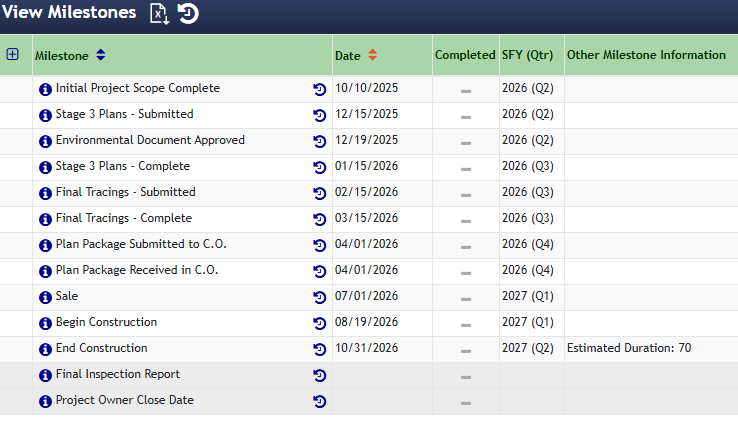 View Milestones
Milestone Date Completed SFY (Qtr) Other Milestone Information
Initial Project Scope Complete 10/10/2025 2026 (Q2)
Stage 3 Plans - Submitted 12/15/2025 2026 (Q2)
Environmental Document Approved 12/19/2025 2026 (Q2)
Stage 3 Plans - Complete 01/15/2026 2026 (Q3)
Final Tracings - Submitted 02/15/2026 2026 (Q3)
Final Tracings - Complete 03/15/2026 2026 (Q3)
Plan Package Submitted to C.O. 04/01/2026 2026 (Q4)
Plan Package Received in C.O. 04/01/2026 2026 (Q4)
Sale 07/01/2026 2027 (Q1)
Begin Construction 08/19/2026 2027 (Q1)
End Construction 10/31/2026 2027 (Q2) Estimated Duration: 70
Final Inspection Report
Project Owner Close Date